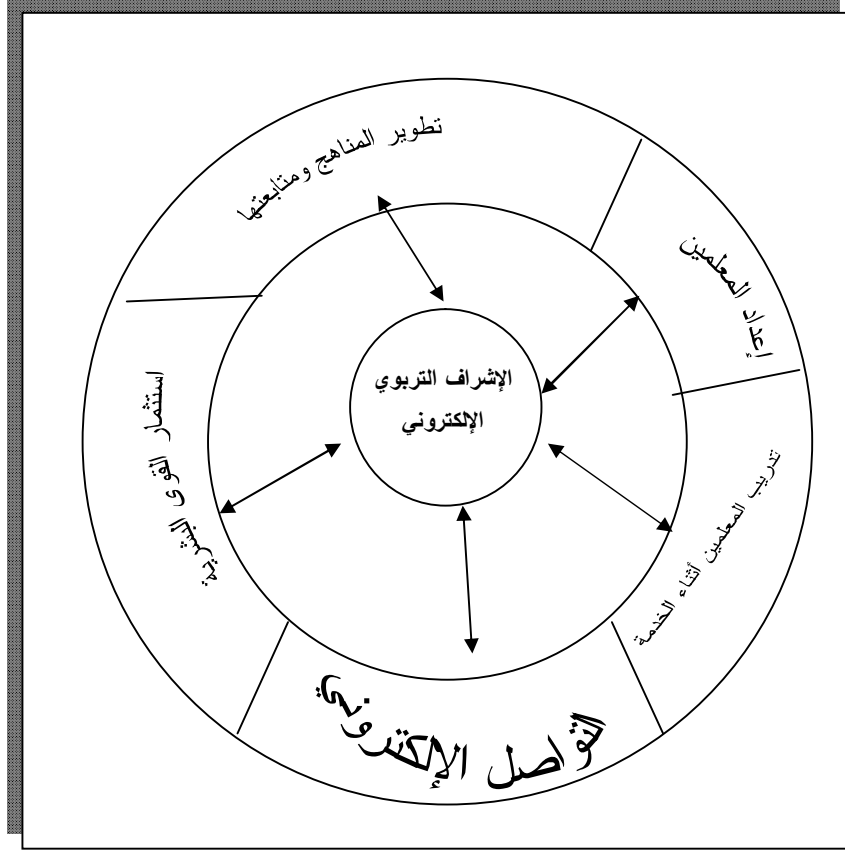 تطوير المناهج ومتابعتها
إعداد المعلمين
الإشراف التربوي
الإلكتروني
استثمار القوى البشرية
تدريب المعلمين أثناء الخدمة
التواصل الإلكتروني